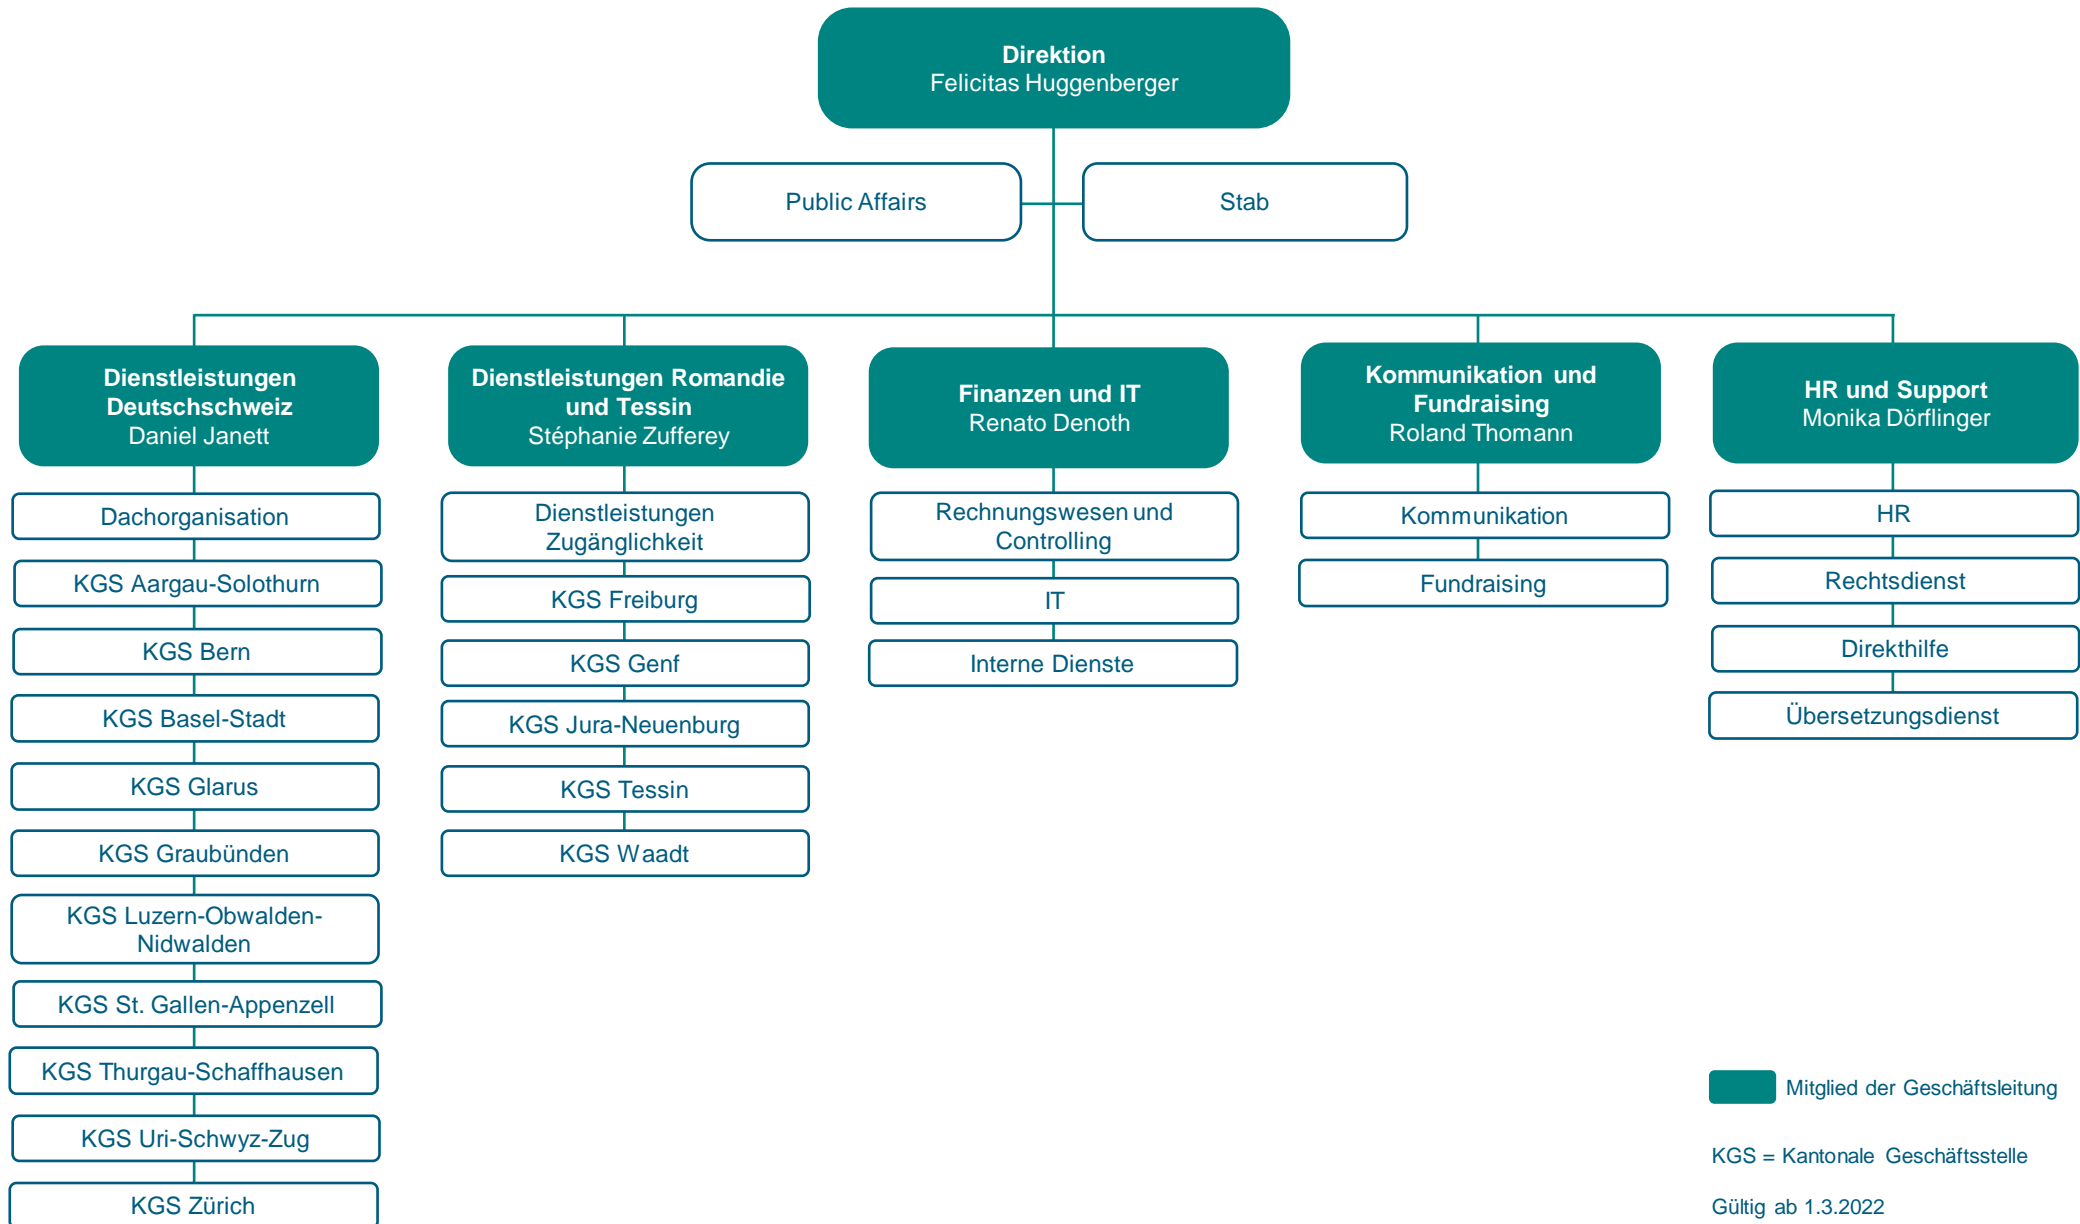 Direktion
Felicitas Huggenberger
Public Affairs
Stab
Dienstleistungen
Deutschschweiz
Daniel Janett
Dienstleistungen Romandie
und Tessin
Stéphanie Zufferey
Finanzen und IT
Renato Denoth
Kommunikation und
Fundraising
Roland Thomann
HR und Support
Monika Dörflinger
Dachorganisation
KGS Aargau-Solothurn
KGS Bern
KGS Basel-Stadt
KGS Glarus
KGS Graubünden
KGS Luzern-Obwalden-
Nidwalden
KGS St. Gallen-Appenzell
KGS Thurgau-Schaffhausen
KGS Uri-Schwyz-Zug
KGS Zürich
Dienstleistungen
Zugänglichkeit
KGS Freiburg
KGS Genf
KGS Jura-Neuenburg
KGS Tessin
KGS Waadt
Rechnungswesen und
Controlling
IT
Interne Dienste
Kommunikation
Fundraising
HR
Rechtsdienst
Direkthilfe
Übersetzungsdienst
Mitglied der Geschäftsleitung
KGS = Kantonale Geschäftsstelle
Gültig ab 1.3.2022